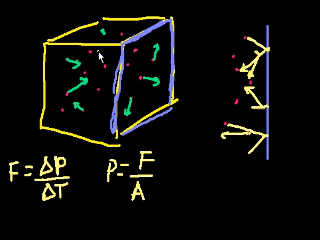 F = ΔP/ΔT
P = F/A